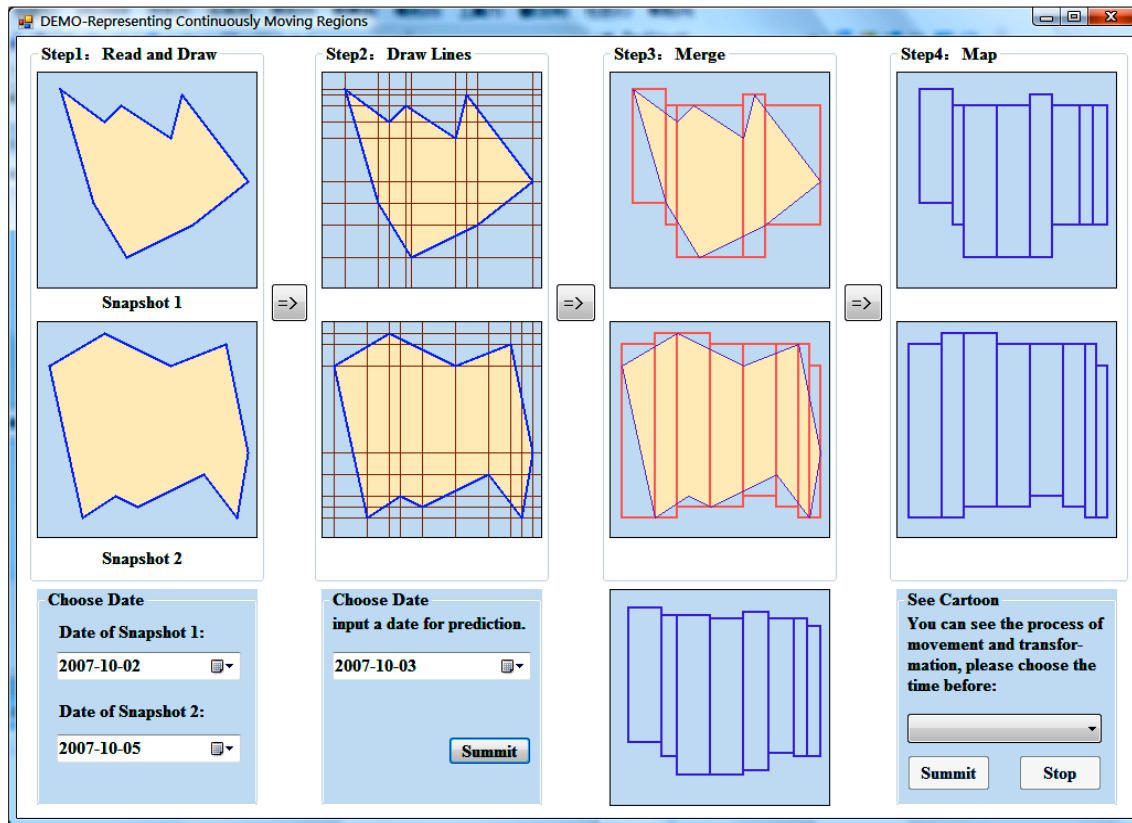 DEMO-Representing Continuously Moving Regions
Step1： Read and Draw
Step2：Draw Lines
Step3：Merge
Step4：Map
Snapshot 1
=>
=>
=>
Snapshot 2
Choose Date
Date of Snapshot 1:
2007-10-02
Date of Snapshot 2:
2007-10-05
Choose Date
input a date for prediction.
2007-10-03
Summit
See Cartoon
You can see the process of
movement and transfor-
mation, please choose the
time before:
Summit
Stop